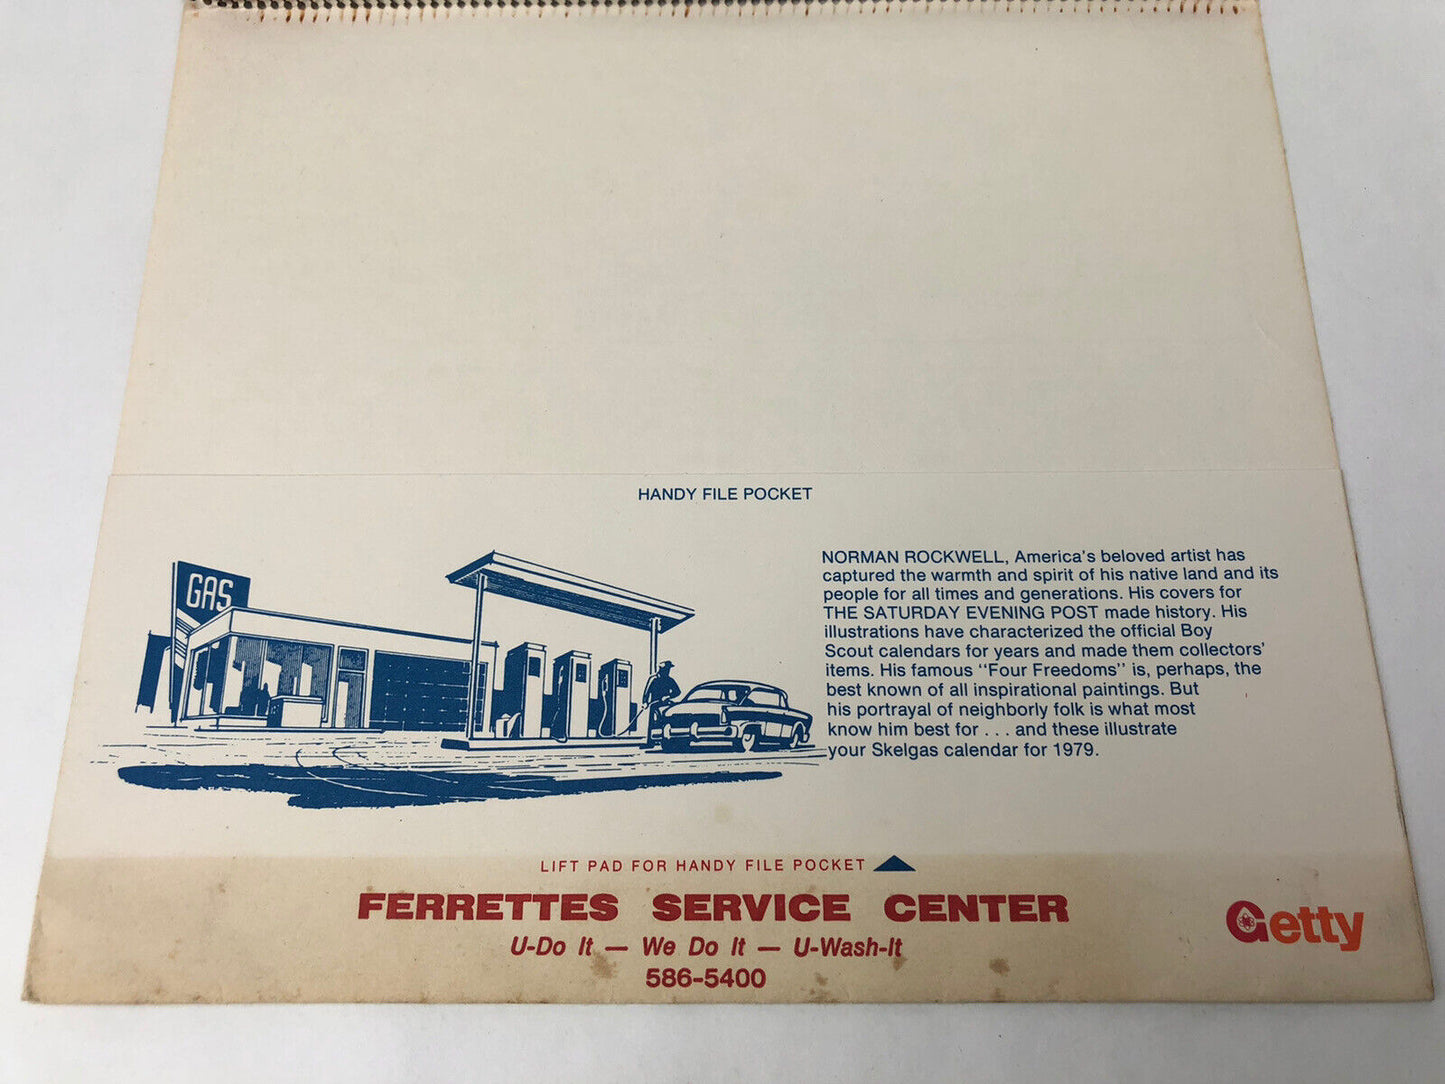 HANDY FILE POCKET
GAS
NORMAN ROCKWELL, America's beloved artist has
captured the warmth and spirit of his native land and its
people for all times and generations. His covers for
THE SATURDAY EVENING POST made history. His
illustrations have characterized the official Boy
Scout calendars for years and made them collectors'
items. His famous "Four Freedoms" is, perhaps, the
best known of all inspirational paintings. But
his portrayal of neighborly folk is what most
know him best for . . . and these illustrate
your Skelgas calendar for 1979.
LIFT PAD FOR HANDY FILE POCKET
FERRETTES SERVICE CENTER
U-Do It — We Do It — U-Wash-It
586-5400
Getty